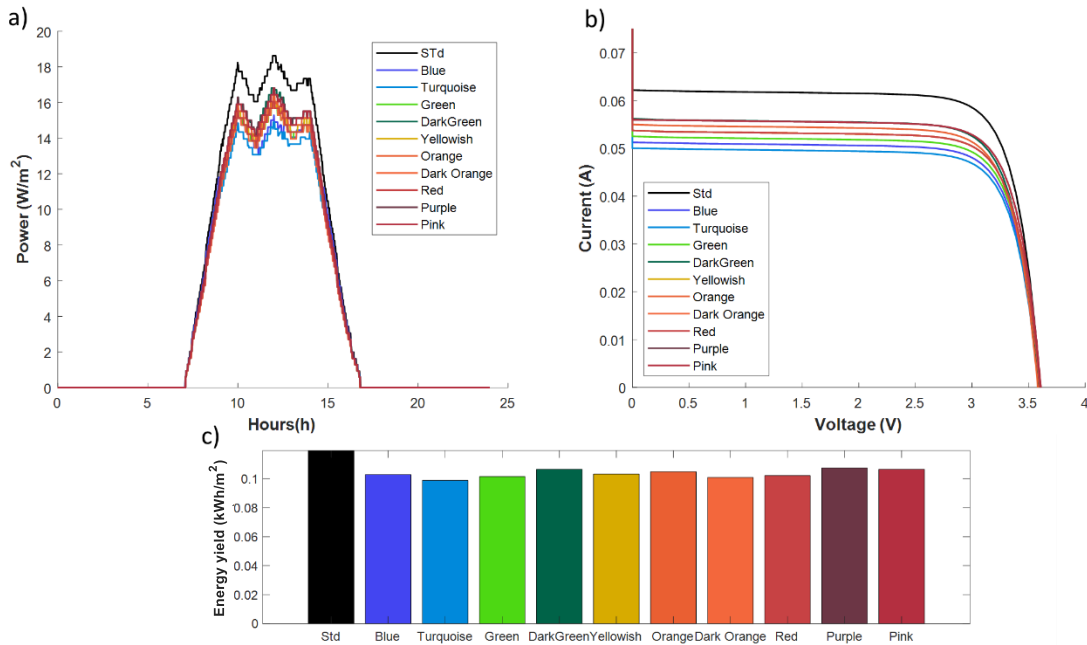 a)
20
18
16
14
12
10
8
6
4
2
0
Power (W/m²)
0
5
10
15
20
25
Hours(h)
STd
Blue
Turquoise
Green
DarkGreen
Yellowish
Orange
Dark Orange
Red
Purple
Pink
b)
0.07
0.06
0.05
0.04
0.03
0.02
0.01
0
Current (A)
0
0.5
1
1.5
2
2.5
3
3.5
4
Voltage (V)
Std
Blue
Turquoise
Green
DarkGreen
Yellowish
Orange
Dark Orange
Red
Purple
Pink
c)
0.1
0.08
0.06
0.04
0.02
0
Energy yield (kWh/m²)
Std
Blue
Turquoise
Green
DarkGreen
Yellowish
Orange
Dark Orange
Red
Purple
Pink